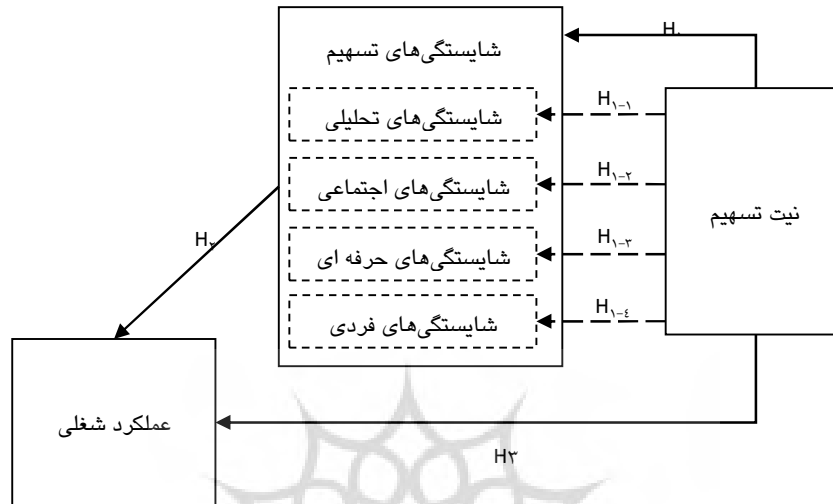 H۱
شایستگی‌های تسهیم
H۱-۱
شایستگی‌های تحلیلی
H۱-۲
شایستگی‌های اجتماعی
نیت تسهیم
H۱-۳
شایستگی‌های حرفه ای
H۲
H۱-٤
شایستگی‌های فردی
عملکرد شغلی
H۳